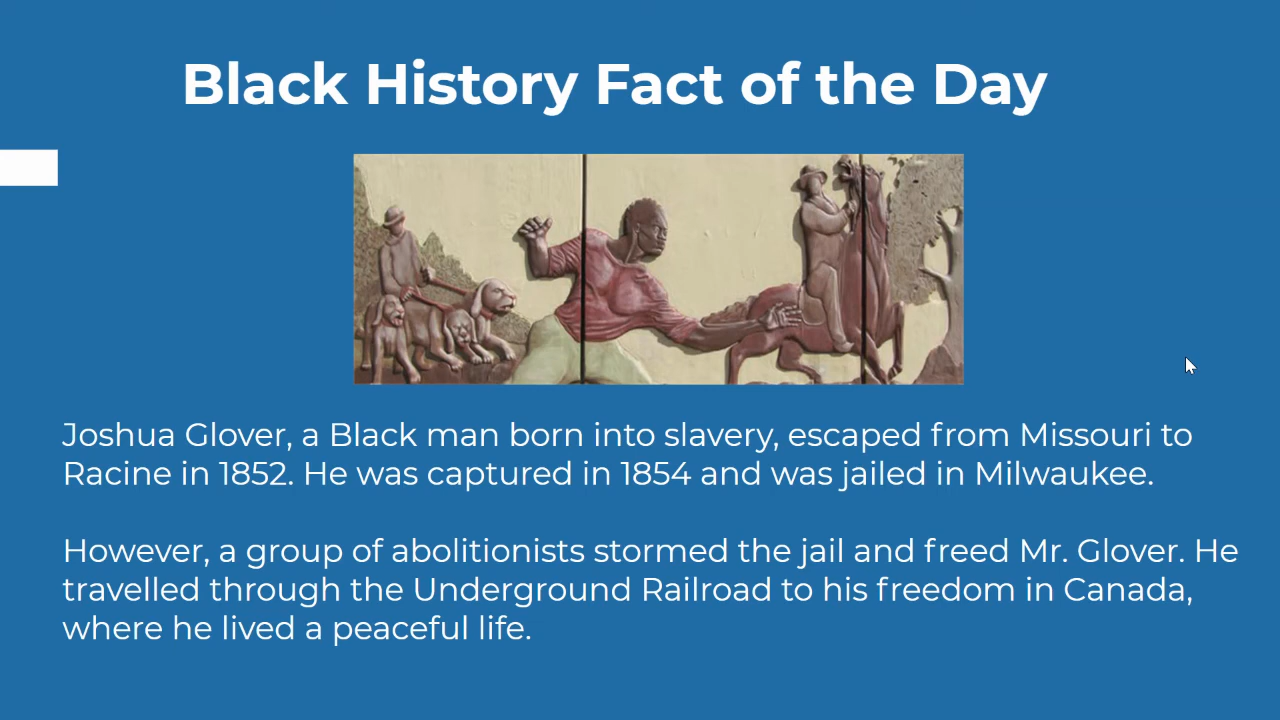 Black History Fact of the Day
Joshua Glover, a Black man born into slavery, escaped from Missouri to
Racine in 1852. He was captured in 1854 and was jailed in Milwaukee.
However, a group of abolitionists stormed the jail and freed Mr. Glover. He
travelled through the Underground Railroad to his freedom in Canada,
where he lived a peaceful life.